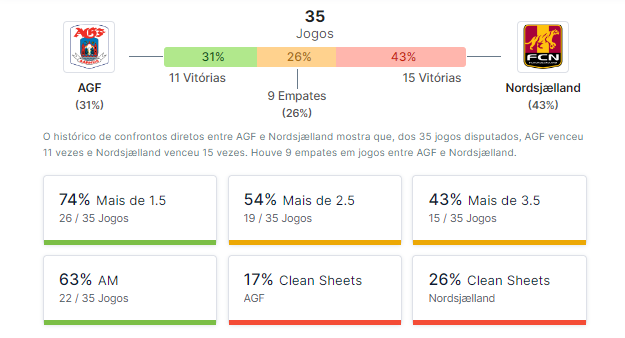 35
Jogos
31%
26%
43%
11 Vitórias
15 Vitórias
9 Empates
(26%)
AGF
(31%)
FCN
Nordsjælland
(43%)
O histórico de confrontos diretos entre AGF e Nordsjælland mostra que, dos 35 jogos disputados, AGF venceu
11 vezes e Nordsjælland venceu 15 vezes. Houve 9 empates em jogos entre AGF e Nordsjælland.
74% Mais de 1.5
26 / 35 Jogos
54% Mais de 2.5
19 / 35 Jogos
43% Mais de 3.5
15 / 35 Jogos
63% AM
22 / 35 Jogos
17% Clean Sheets
AGF
26% Clean Sheets
Nordsjælland